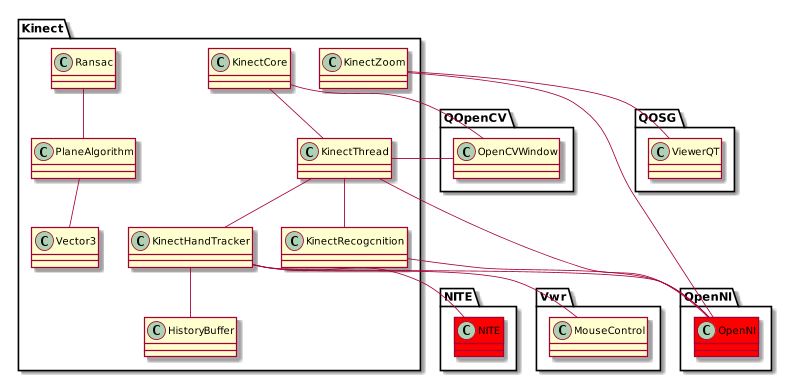 Kinect
C Ransac
C KinectCore
C KinectZoom
QOpenCV
QOSG
C PlaneAlgorithm
C KinectThread
C OpenCVWindow
C ViewerQT
C Vector3
C KinectHandTracker
C KinectRecogcnition
NITE
Vwr
OpenNI
C HistoryBuffer
C NITE
C MouseControl
C OpenNI